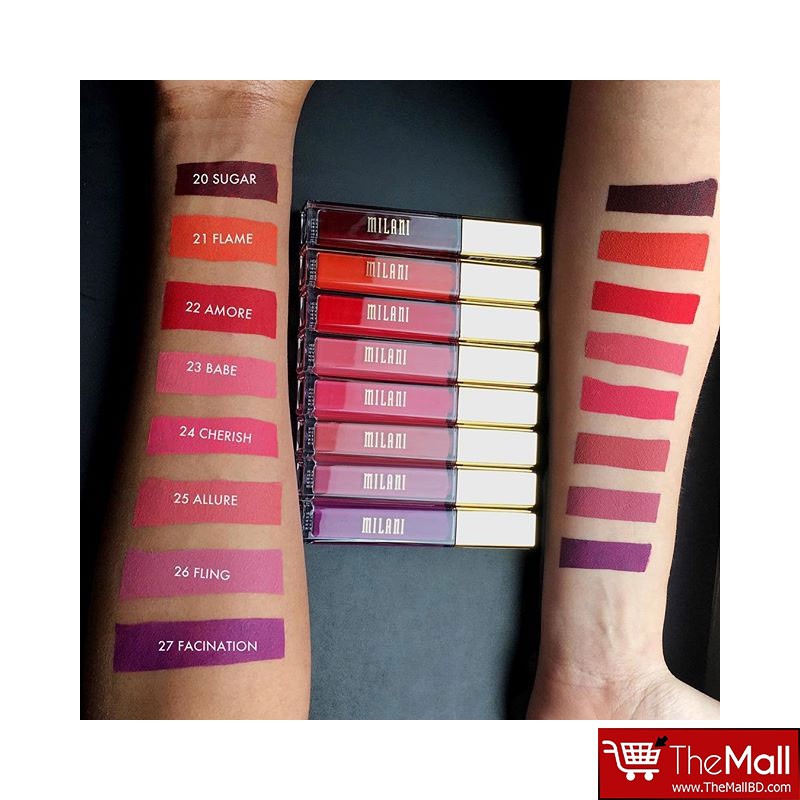 20 SUGAR
21 FLAME
22 AMORE
23 BABE
24 CHERISH
25 ALLURE
26 FLING
27 FACINATION
MILANI
MILANI
MILANI
MILANI
MILANI
MILANI
MILANI
MILANI
TheMall
www.TheMallBD.com